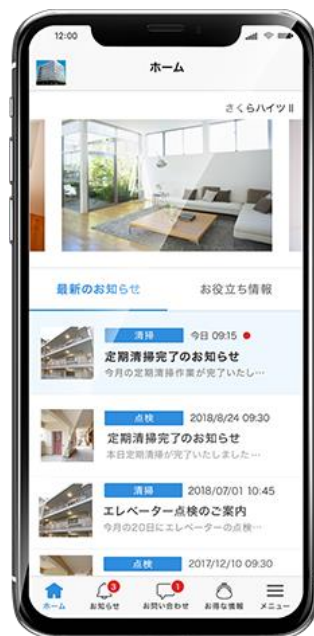 12:00
ホーム
さくらハイツⅡ
最新のお知らせ
お役立ち情報
清掃
今日 09:15
定期清掃完了のお知らせ
今月の定期清掃作業が完了いたし…
点検
2018/8/24 09:30
定期清掃完了のお知らせ
本日定期清掃が完了いたしました…
清掃
2018/07/01 10:45
エレベーター点検のご案内
今月の20日にエレベーターの点検…
点検
2017/12/10 09:30
3
1
ホーム
お知らせ
お問い合わせ
お得な情報
メニュー